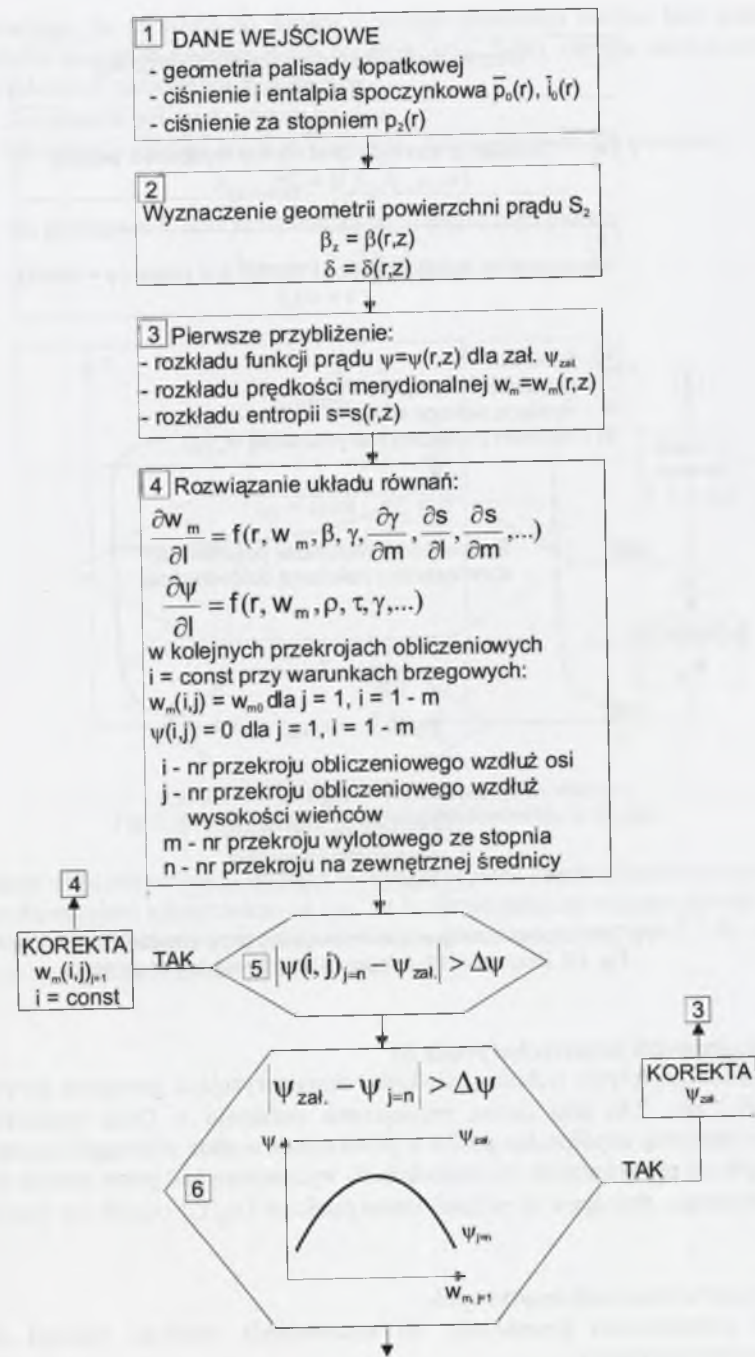 1 DANE WEJŚCIOWE
- geometria palisady łopatkowej
- ciśnienie i entalpia spoczynkowa p̅₀(r), i̅₀(r)
- ciśnienie za stopniem p₂(r)
2
Wyznaczenie geometrii powierzchni prądu S₂
β_z = β(r,z)
δ = δ(r,z)
3 Pierwsze przybliżenie:
- rozkładu funkcji prądu ψ=ψ(r,z) dla zał. ψ_zał.
- rozkładu prędkości merydionalnej w_m=w_m(r,z)
- rozkładu entropii s=s(r,z)
4 Rozwiązanie układu równań:
∂w_m/∂l = f(r, w_m, β, γ, ∂γ/∂m, ∂s/∂l, ∂s/∂m,...)
∂ψ/∂l = f(r, w_m, ρ, τ, γ,...)
w kolejnych przekrojach obliczeniowych
i = const przy warunkach brzegowych:
w_m(i,j) = w_m0 dla j = 1, i = 1 - m
ψ(i,j) = 0 dla j = 1, i = 1 - m
i - nr przekroju obliczeniowego wzdłuż osi
j - nr przekroju obliczeniowego wzdłuż
wysokości wieńców
m - nr przekroju wylotowego ze stopnia
n - nr przekroju na zewnętrznej średnicy
4
KOREKTA
w_m(i,j)_j=1
i = const
TAK
5 |ψ(i, j)_j=n − ψ_zał.| > Δψ
3
KOREKTA
ψ_zał.
TAK
|ψ_zał. − ψ_j=n| > Δψ
ψ
ψ_zał.
6
ψ_j=n
w_m, j=1